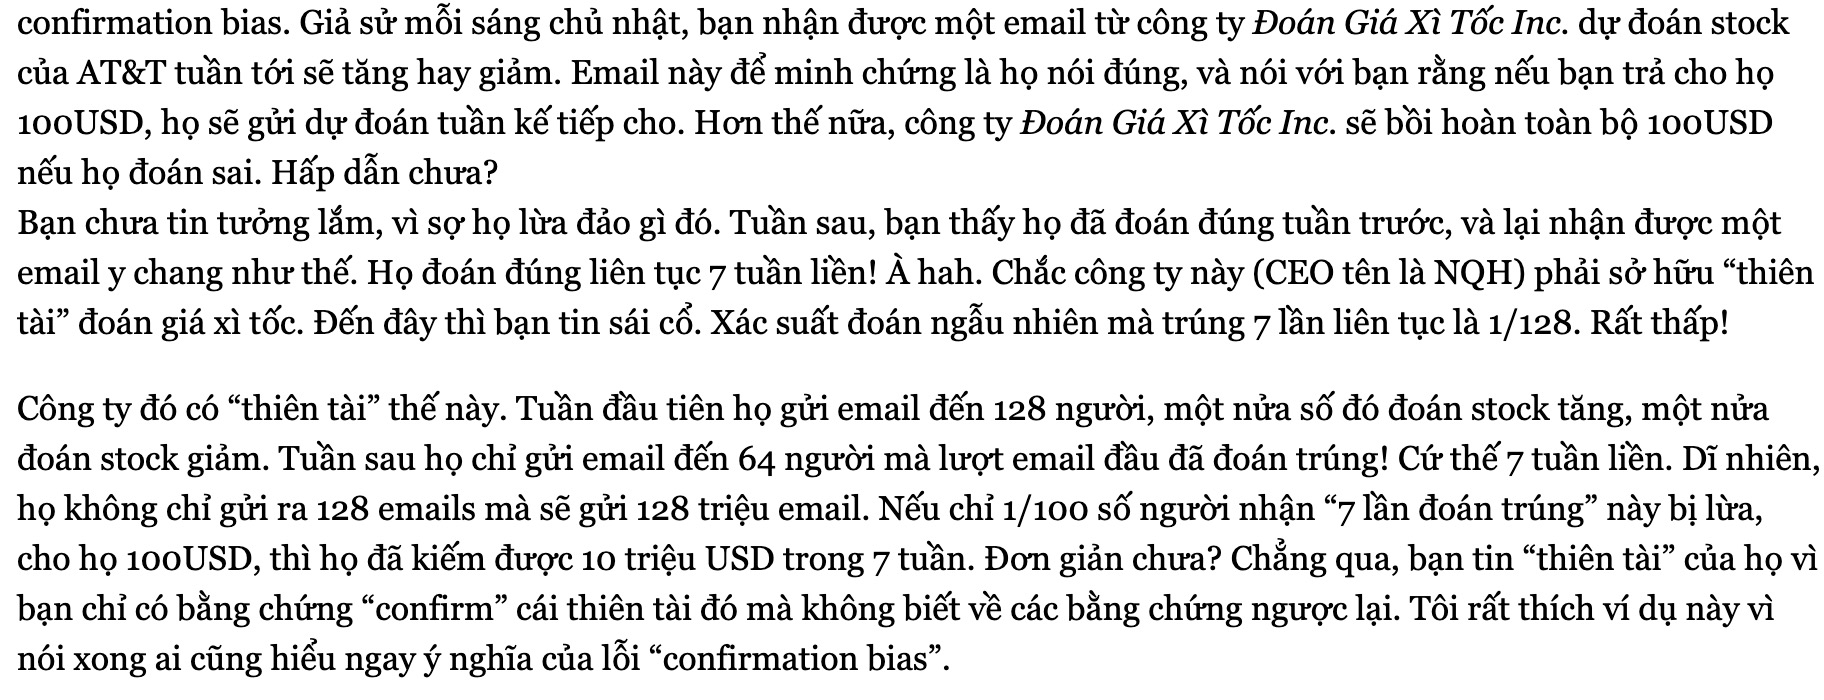 confirmation bias. Giả sử mỗi sáng chủ nhật, bạn nhận được một email từ công ty Đoán Giá Xì Tốc Inc. dự đoán stock
của AT&T tuần tới sẽ tăng hay giảm. Email này để minh chứng là họ nói đúng, và nói với bạn rằng nếu bạn trả cho họ
100USD, họ sẽ gửi dự đoán tuần kế tiếp cho. Hơn thế nữa, công ty Đoán Giá Xì Tốc Inc. sẽ bồi hoàn toàn bộ 100USD
nếu họ đoán sai. Hấp dẫn chưa?
Bạn chưa tin tưởng lắm, vì sợ họ lừa đảo gì đó. Tuần sau, bạn thấy họ đã đoán đúng tuần trước, và lại nhận được một
email y chang như thế. Họ đoán đúng liên tục 7 tuần liền! À hah. Chắc công ty này (CEO tên là NQH) phải sở hữu “thiên
tài” đoán giá xì tốc. Đến đây thì bạn tin sái cổ. Xác suất đoán ngẫu nhiên mà trúng 7 lần liên tục là 1/128. Rất thấp!
Công ty đó có “thiên tài” thế này. Tuần đầu tiên họ gửi email đến 128 người, một nửa số đó đoán stock tăng, một nửa
đoán stock giảm. Tuần sau họ chỉ gửi email đến 64 người mà lượt email đầu đã đoán trúng! Cứ thế 7 tuần liền. Dĩ nhiên,
họ không chỉ gửi ra 128 emails mà sẽ gửi 128 triệu email. Nếu chỉ 1/100 số người nhận “7 lần đoán trúng” này bị lừa,
cho họ 100USD, thì họ đã kiếm được 10 triệu USD trong 7 tuần. Đơn giản chưa? Chẳng qua, bạn tin “thiên tài” của họ vì
bạn chỉ có bằng chứng “confirm” cái thiên tài đó mà không biết về các bằng chứng ngược lại. Tôi rất thích ví dụ này vì
nói xong ai cũng hiểu ngay ý nghĩa của lỗi “confirmation bias”.